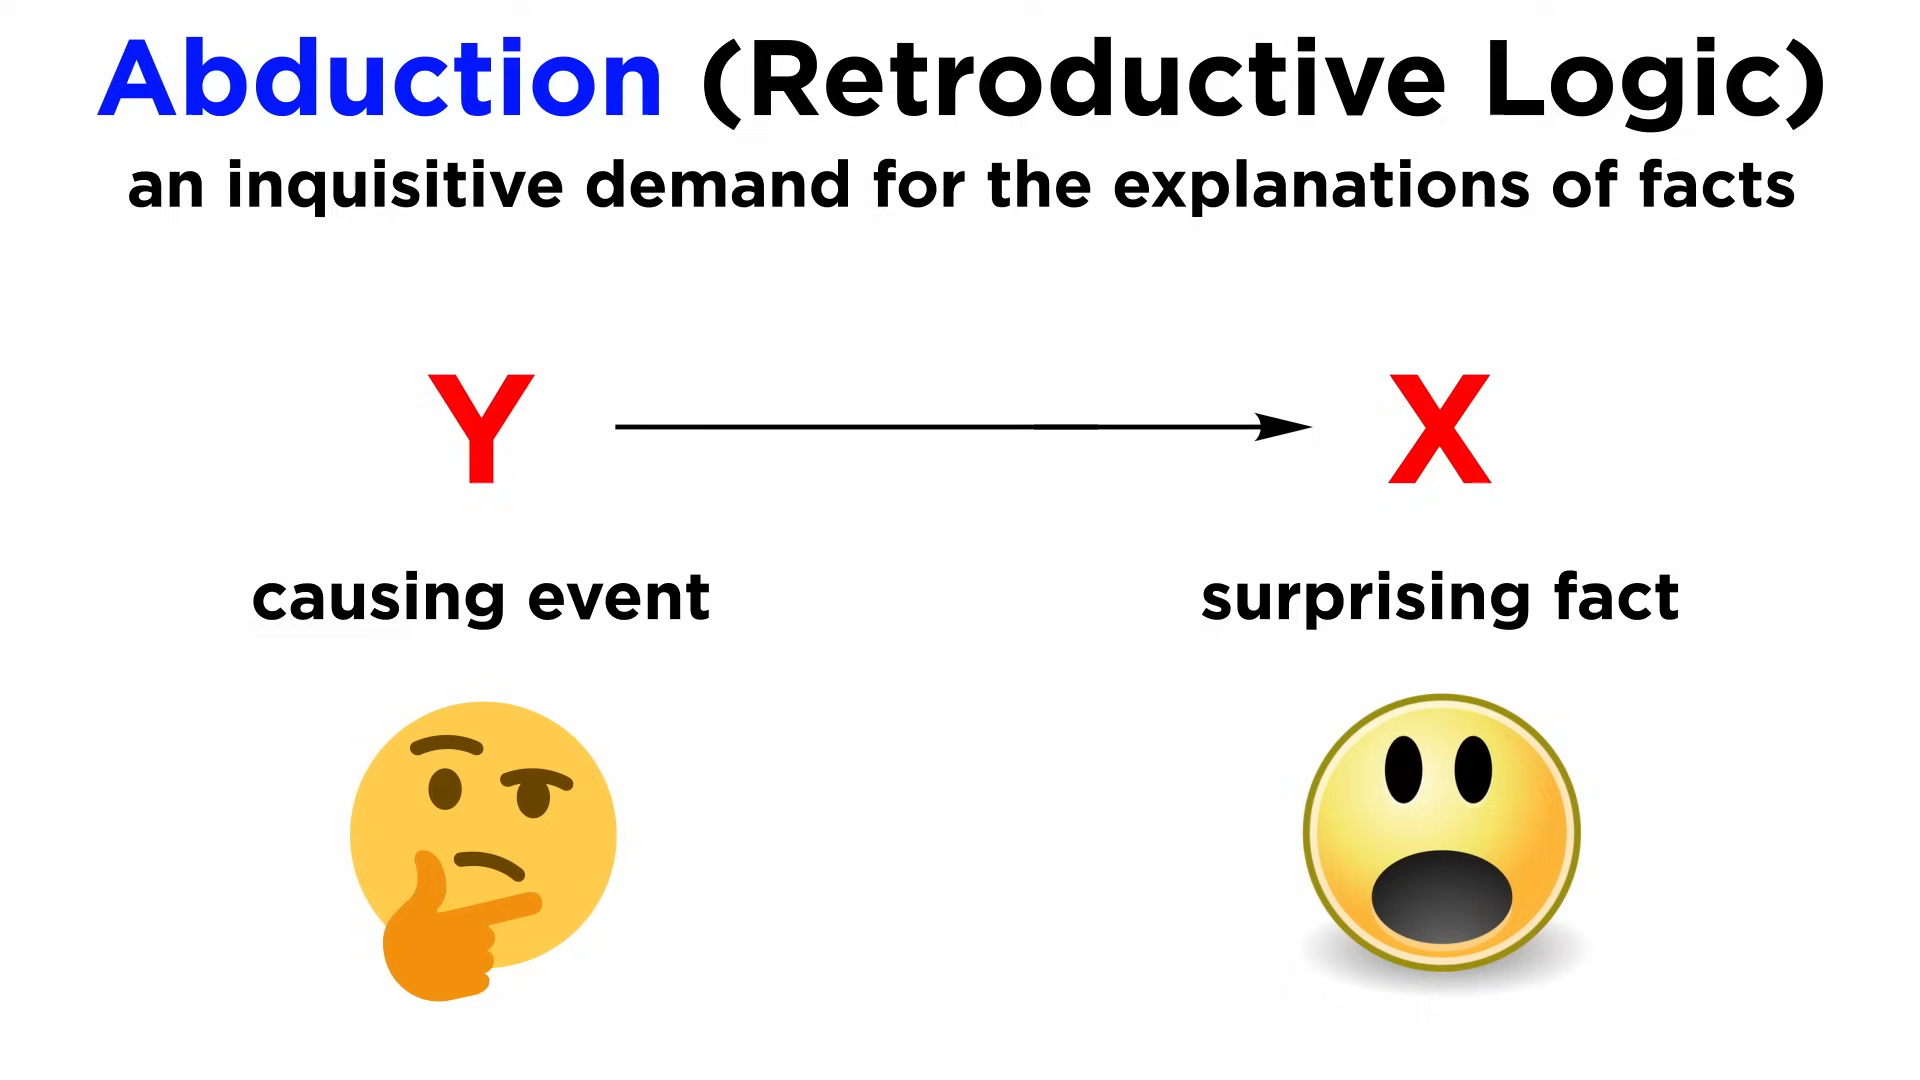 Abduction (Retroductive Logic)
an inquisitive demand for the explanations of facts
Y X
causing event surprising fact